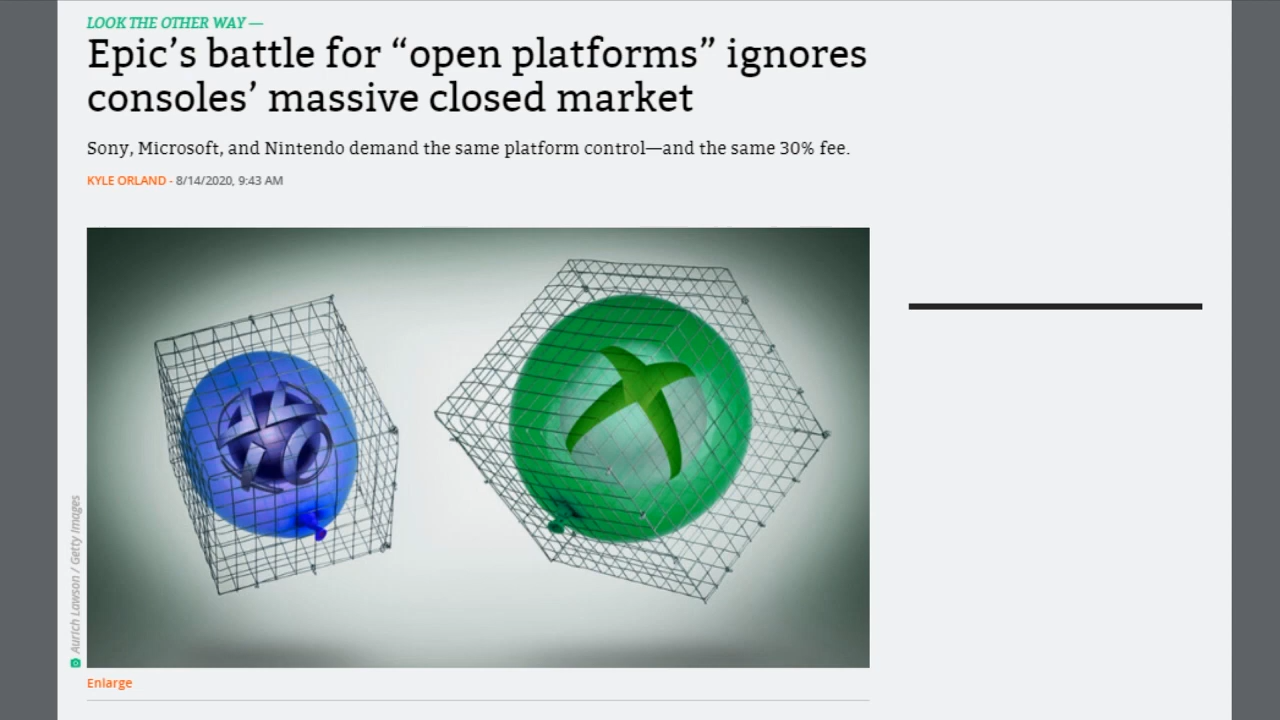 LOOK THE OTHER WAY —
Epic’s battle for “open platforms” ignores
consoles’ massive closed market
Sony, Microsoft, and Nintendo demand the same platform control—and the same 30% fee.
KYLE ORLAND - 8/14/2020, 9:43 AM
Aurich Lawson / Getty Images
Enlarge